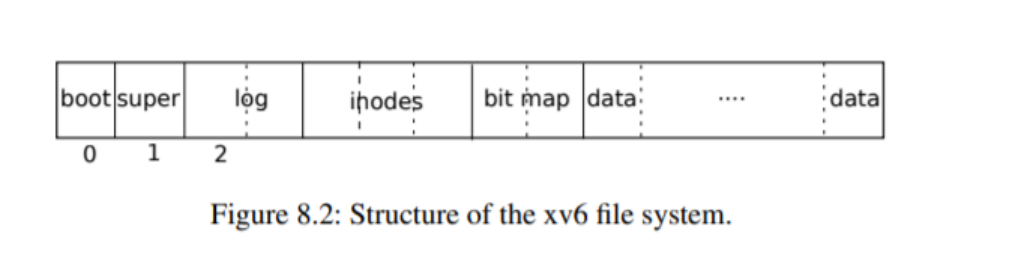 boot super log inodes bit map data .... data
0 1 2
Figure 8.2: Structure of the xv6 file system.